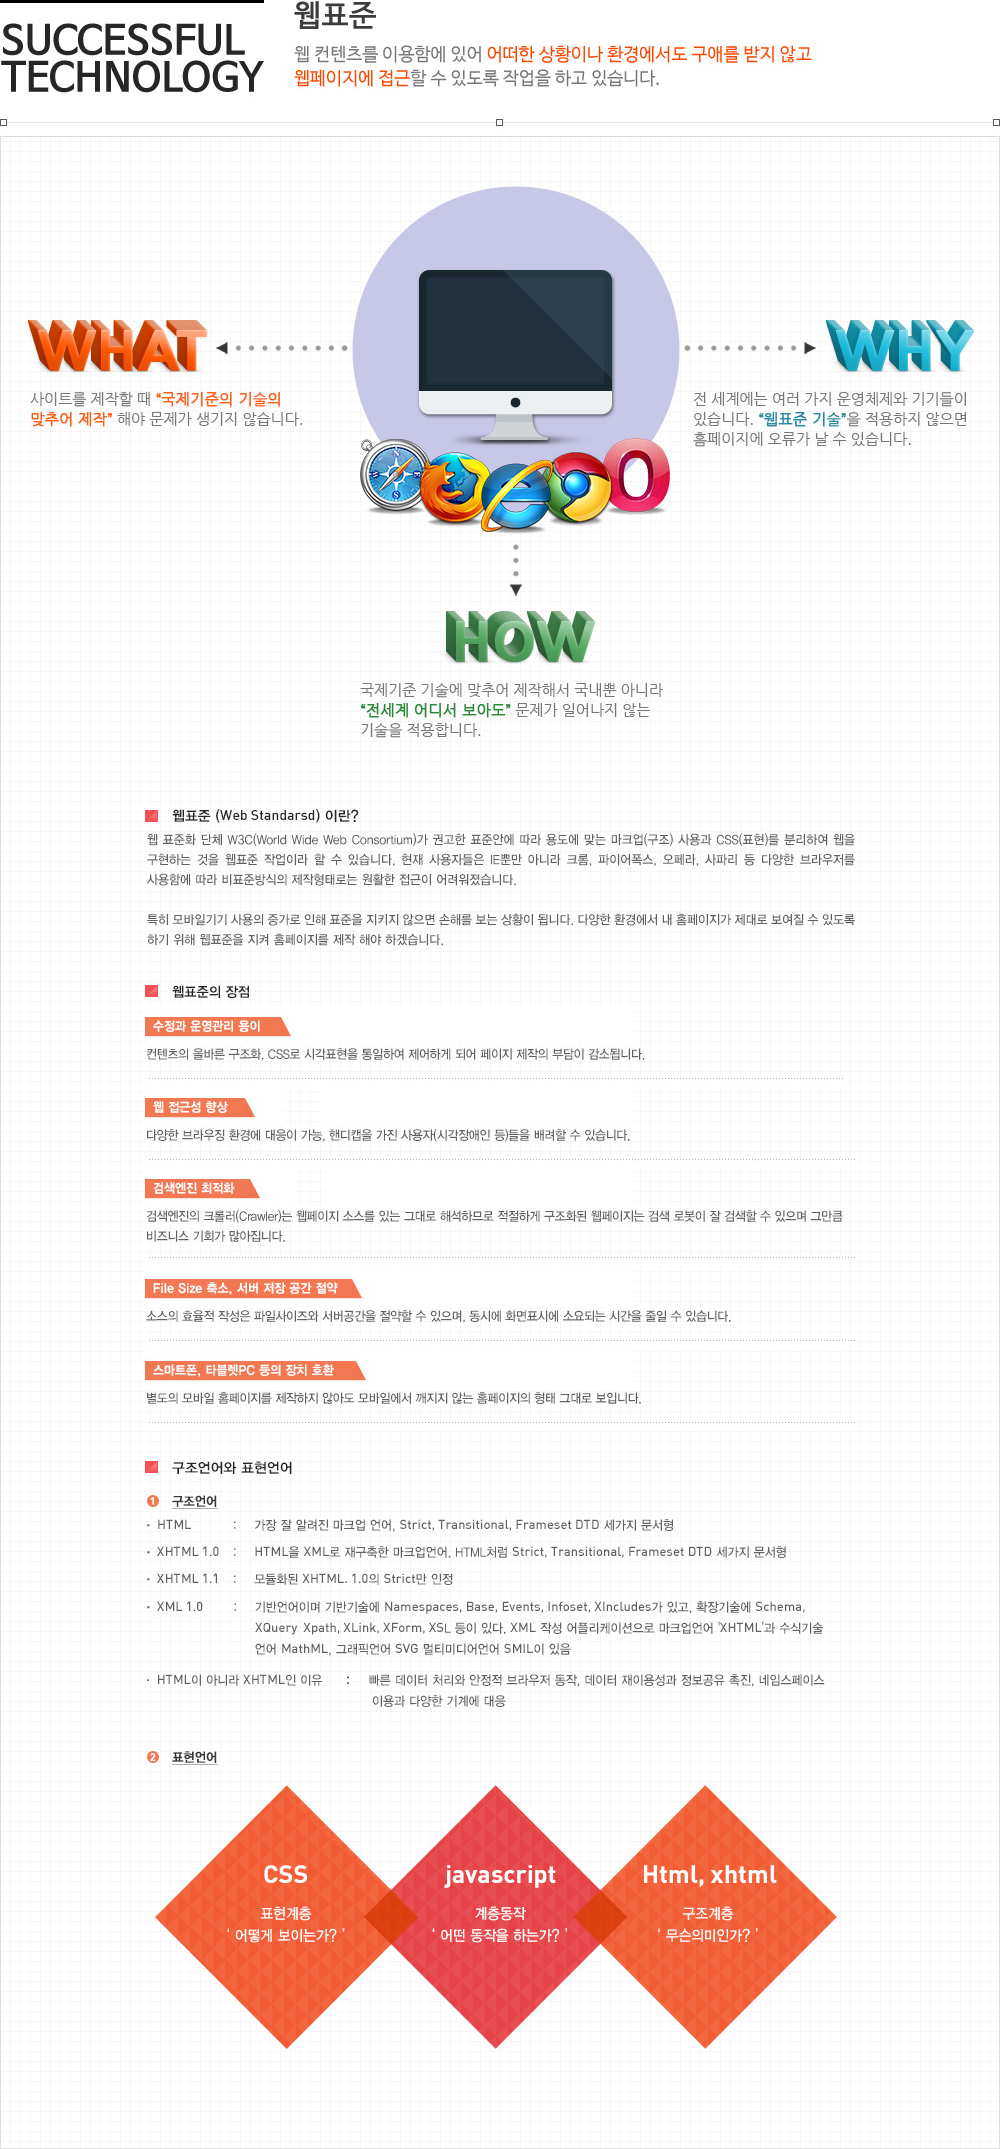 SUCCESSFUL
TECHNOLOGY
웹표준
웹 컨텐츠를 이용함에 있어 어떠한 상황이나 환경에서도 구애를 받지 않고
웹페이지에 접근할 수 있도록 작업을 하고 있습니다.
WHAT
사이트를 제작할 때 “국제기준의 기술의
맞추어 제작” 해야 문제가 생기지 않습니다.
WHY
전 세계에는 여러 가지 운영체제와 기기들이
있습니다. “웹표준 기술”을 적용하지 않으면
홈페이지에 오류가 날 수 있습니다.
HOW
국제기준 기술에 맞추어 제작해서 국내뿐 아니라
“전세계 어디서 보아도” 문제가 일어나지 않는
기술을 적용합니다.
웹표준 (Web Standarsd) 이란?
웹 표준화 단체 W3C(World Wide Web Consortium)가 권고한 표준안에 따라 용도에 맞는 마크업(구조) 사용과 CSS(표현)를 분리하여 웹을
구현하는 것을 웹표준 작업이라 할 수 있습니다. 현재 사용자들은 IE뿐만 아니라 크롬, 파이어폭스, 오페라, 사파리 등 다양한 브라우저를
사용함에 따라 비표준방식의 제작형태로는 원활한 접근이 어려워졌습니다.
특히 모바일기기 사용의 증가로 인해 표준을 지키지 않으면 손해를 보는 상황이 됩니다. 다양한 환경에서 내 홈페이지가 제대로 보여질 수 있도록
하기 위해 웹표준을 지켜 홈페이지를 제작 해야 하겠습니다.
웹표준의 장점
수정과 운영관리 용이
컨텐츠의 올바른 구조화, CSS로 시각표현을 통일하여 제어하게 되어 페이지 제작의 부담이 감소됩니다.
웹 접근성 향상
다양한 브라우징 환경에 대응이 가능, 핸디캡을 가진 사용자(시각장애인 등)들을 배려할 수 있습니다.
검색엔진 최적화
검색엔진의 크롤러(Crawler)는 웹페이지 소스를 있는 그대로 해석하므로 적절하게 구조화된 웹페이지는 검색 로봇이 잘 검색할 수 있으며 그만큼
비즈니스 기회가 많아집니다.
File Size 축소, 서버 저장 공간 절약
소스의 효율적 작성은 파일사이즈와 서버공간을 절약할 수 있으며, 동시에 화면표시에 소요되는 시간을 줄일 수 있습니다.
스마트폰, 타블렛PC 등의 장치 호환
별도의 모바일 홈페이지를 제작하지 않아도 모바일에서 깨지지 않는 홈페이지의 형태 그대로 보입니다.
구조언어와 표현언어
1 구조언어
· HTML : 가장 잘 알려진 마크업 언어, Strict, Transitional, Frameset DTD 세가지 문서형
· XHTML 1.0 : HTML을 XML로 재구축한 마크업언어, HTML처럼 Strict, Transitional, Frameset DTD 세가지 문서형
· XHTML 1.1 : 모듈화된 XHTML. 1.0의 Strict만 인정
· XML 1.0 : 기반언어이며 기반기술에 Namespaces, Base, Events, Infoset, XIncludes가 있고, 확장기술에 Schema,
XQuery Xpath, XLink, XForm, XSL 등이 있다. XML 작성 어플리케이션으로 마크업언어 'XHTML'과 수식기술
언어 MathML, 그래픽언어 SVG 멀티미디어언어 SMIL이 있음
· HTML이 아니라 XHTML인 이유 : 빠른 데이터 처리와 안정적 브라우저 동작, 데이터 재이용성과 정보공유 촉진, 네임스페이스
이용과 다양한 기계에 대응
2 표현언어
CSS
표현계층
‘ 어떻게 보이는가? ’
javascript
계층동작
‘ 어떤 동작을 하는가? ’
Html, xhtml
구조계층
‘ 무슨의미인가? ’